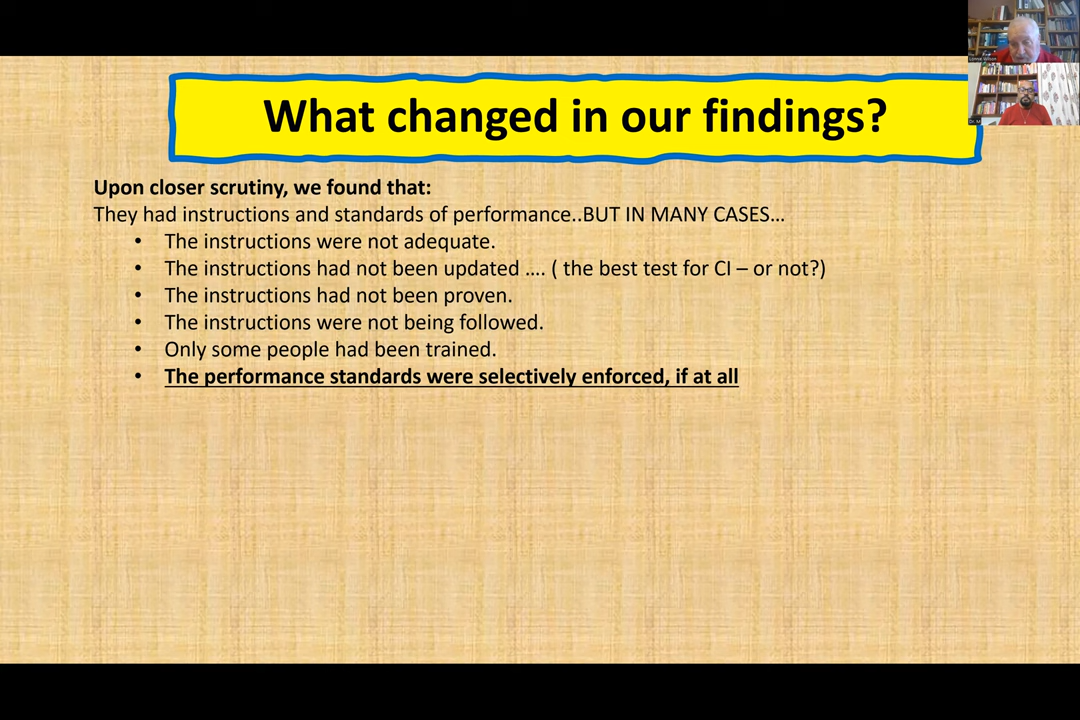 What changed in our findings?
Upon closer scrutiny, we found that:
They had instructions and standards of performance..BUT IN MANY CASES...
• The instructions were not adequate.
• The instructions had not been updated .... ( the best test for CI – or not?)
• The instructions had not been proven.
• The instructions were not being followed.
• Only some people had been trained.
• The performance standards were selectively enforced, if at all